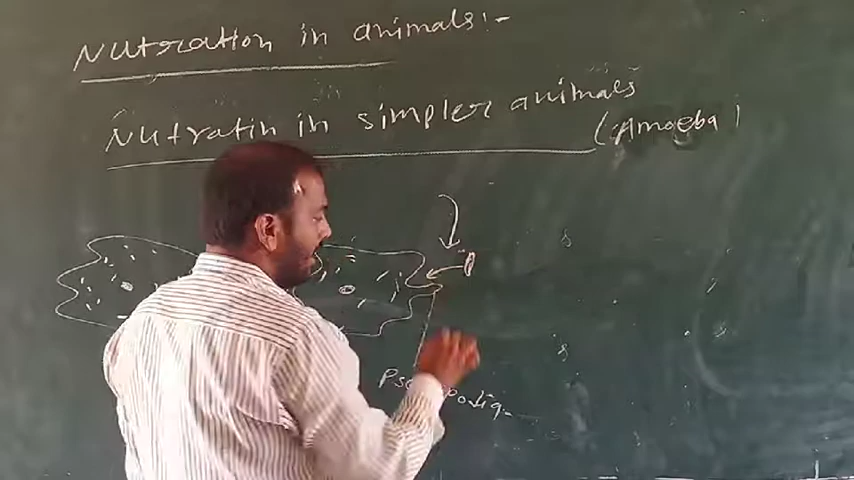 Nutration in animals:-
Nutratin in simpler animals
(Amoeba)